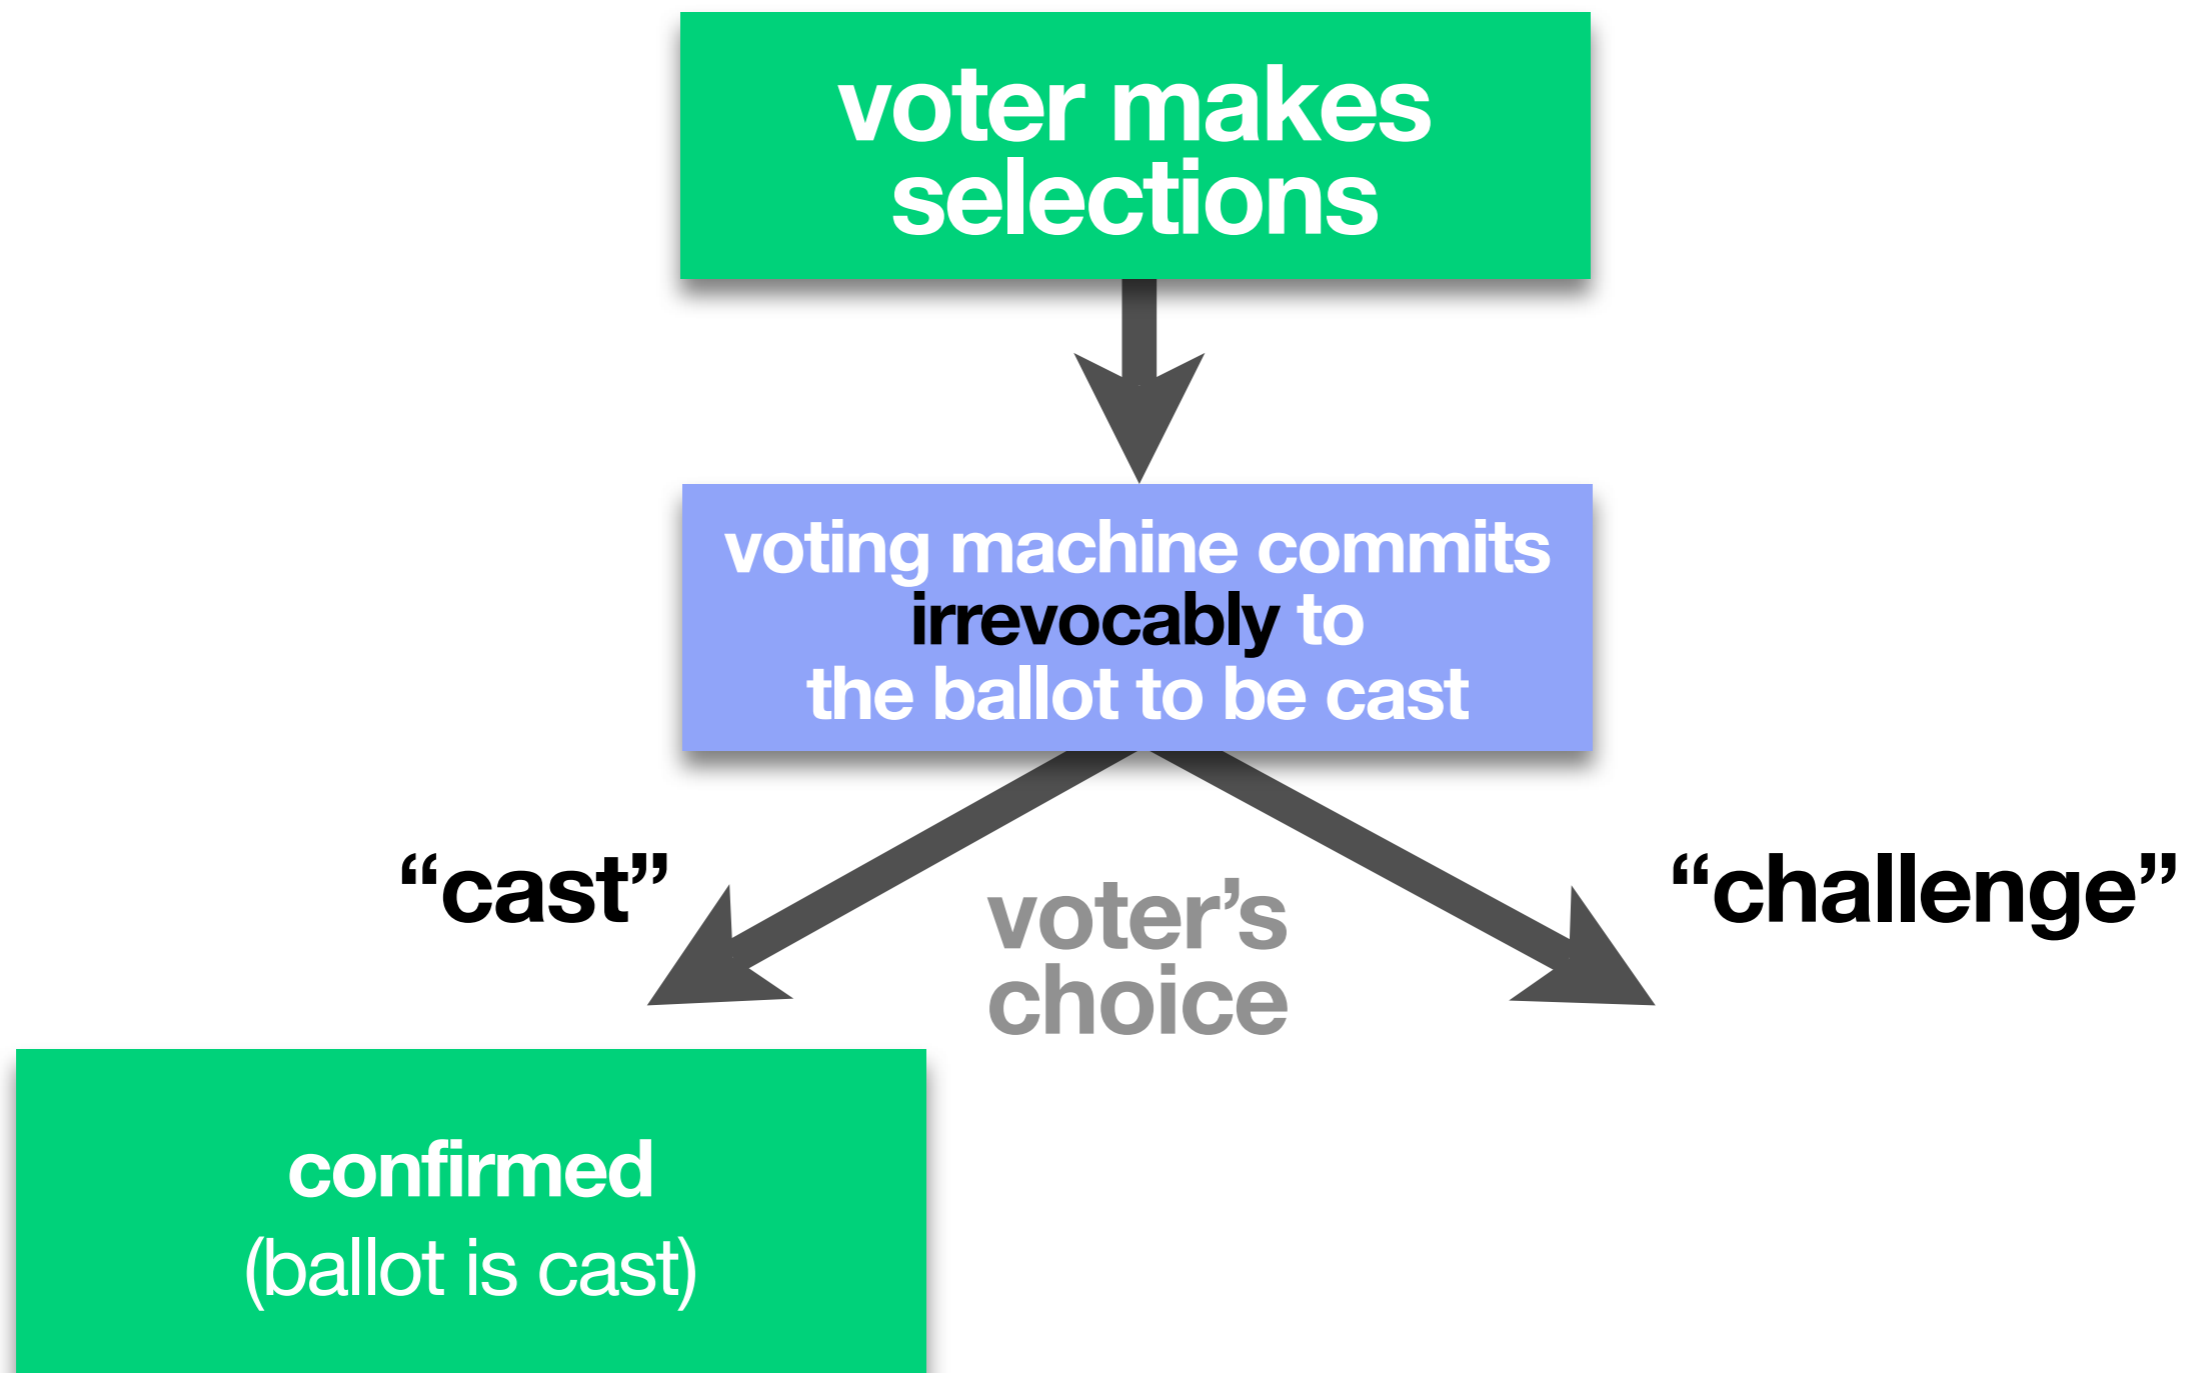 voter makes
selections
voting machine commits
irrevocably to
the ballot to be cast
“cast”
“challenge”
voter’s
choice
confirmed
(ballot is cast)